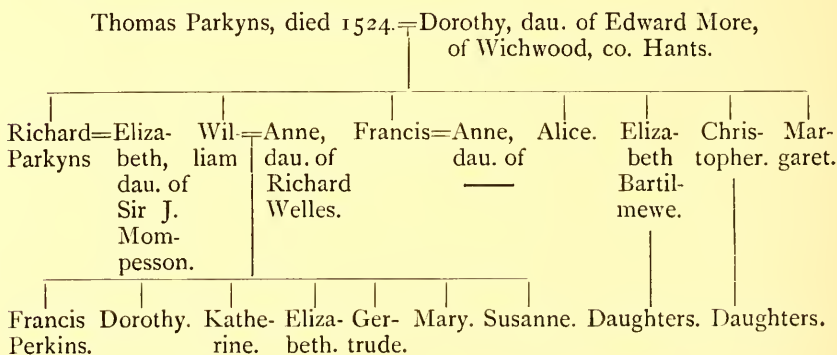 Thomas Parkyns, died 1524.=Dorothy, dau. of Edward More,
of Wichwood, co. Hants.
Richard=Eliza- Wil-=Anne, Francis=Anne, Alice. Eliza- Chris- Mar-
Parkyns beth, liam dau. of dau. of beth topher. garet.
dau. of Richard —— Bartil-
Sir J. Welles. mewe.
Mom-
pesson.
Francis Dorothy. Kathe- Eliza- Ger- Mary. Susanne. Daughters. Daughters.
Perkins. rine. beth. trude.